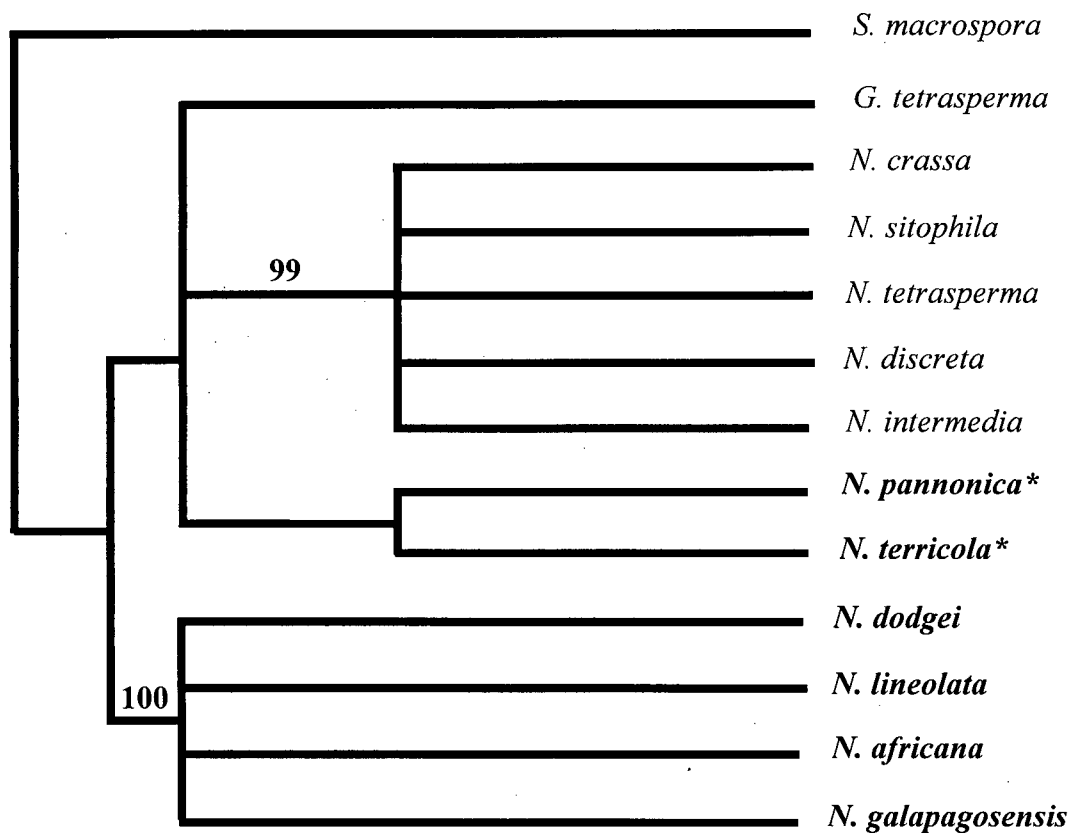 S. macrospora
G. tetrasperma
N. crassa
N. sitophila
99
N. tetrasperma
N. discreta
N. intermedia
N. pannonica*
N. terricola*
N. dodgei
N. lineolata
100
N. africana
N. galapagosensis